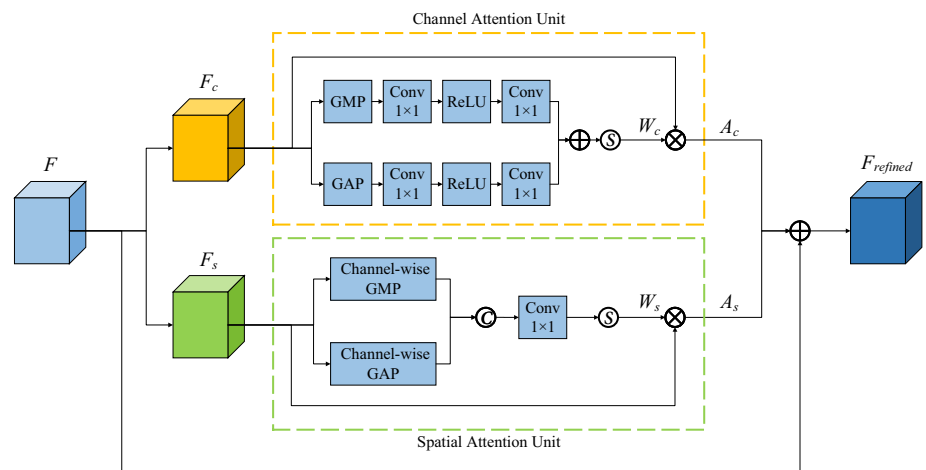 Channel Attention Unit
F
F_c
GMP
Conv
1×1
ReLU
Conv
1×1
GAP
Conv
1×1
ReLU
Conv
1×1
S
W_c
A_c
F_refined
F_s
Channel-wise
GMP
Channel-wise
GAP
C
Conv
1×1
S
W_s
A_s
Spatial Attention Unit